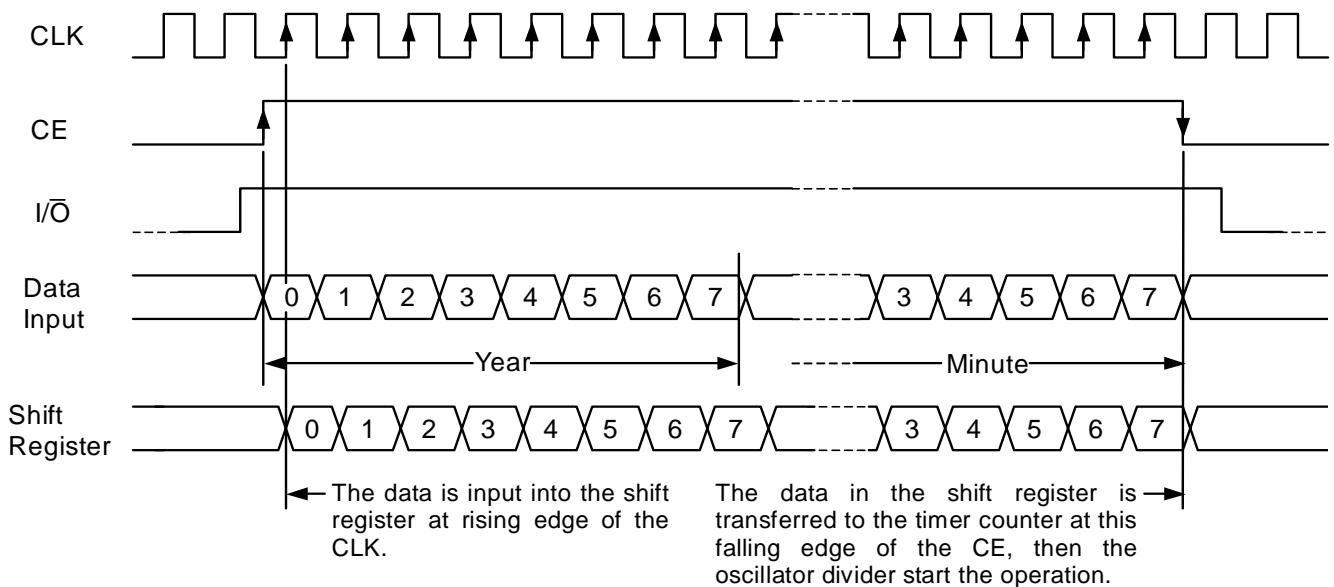 CLK
CE
I/O̅
Data
Input
0 1 2 3 4 5 6 7 3 4 5 6 7
Year Minute
Shift
Register
0 1 2 3 4 5 6 7 3 4 5 6 7
The data is input into the shift
register at rising edge of the
CLK.
The data in the shift register is
transferred to the timer counter at this
falling edge of the CE, then the
oscillator divider start the operation.